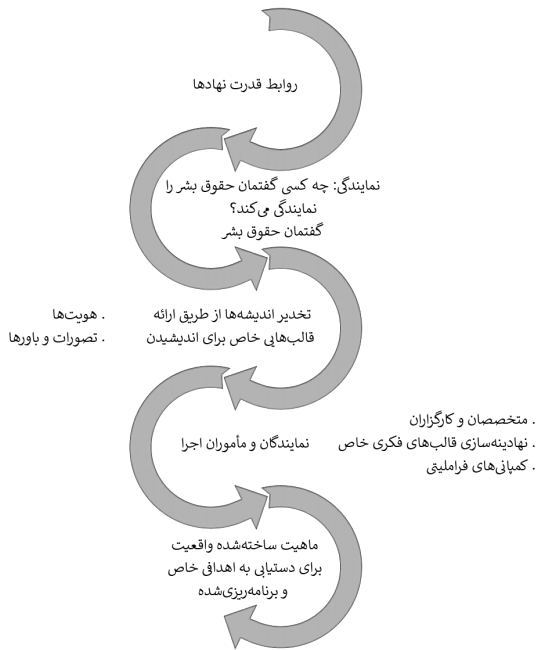 روابط قدرت نهادها
نمایندگی: چه کسی گفتمان حقوق بشر را
نمایندگی می‌کند؟
گفتمان حقوق بشر
تخدیر اندیشه‌ها از طریق ارائه
قالب‌هایی خاص برای اندیشیدن
. هویت‌ها
. تصورات و باورها
. متخصصان و کارگزاران
. نهادینه‌سازی قالب‌های فکری خاص
. کمپانی‌های فراملیتی
نمایندگان و مأموران اجرا
ماهیت ساخته‌شده واقعیت
برای دستیابی به اهدافی خاص
و برنامه‌ریزی‌شده